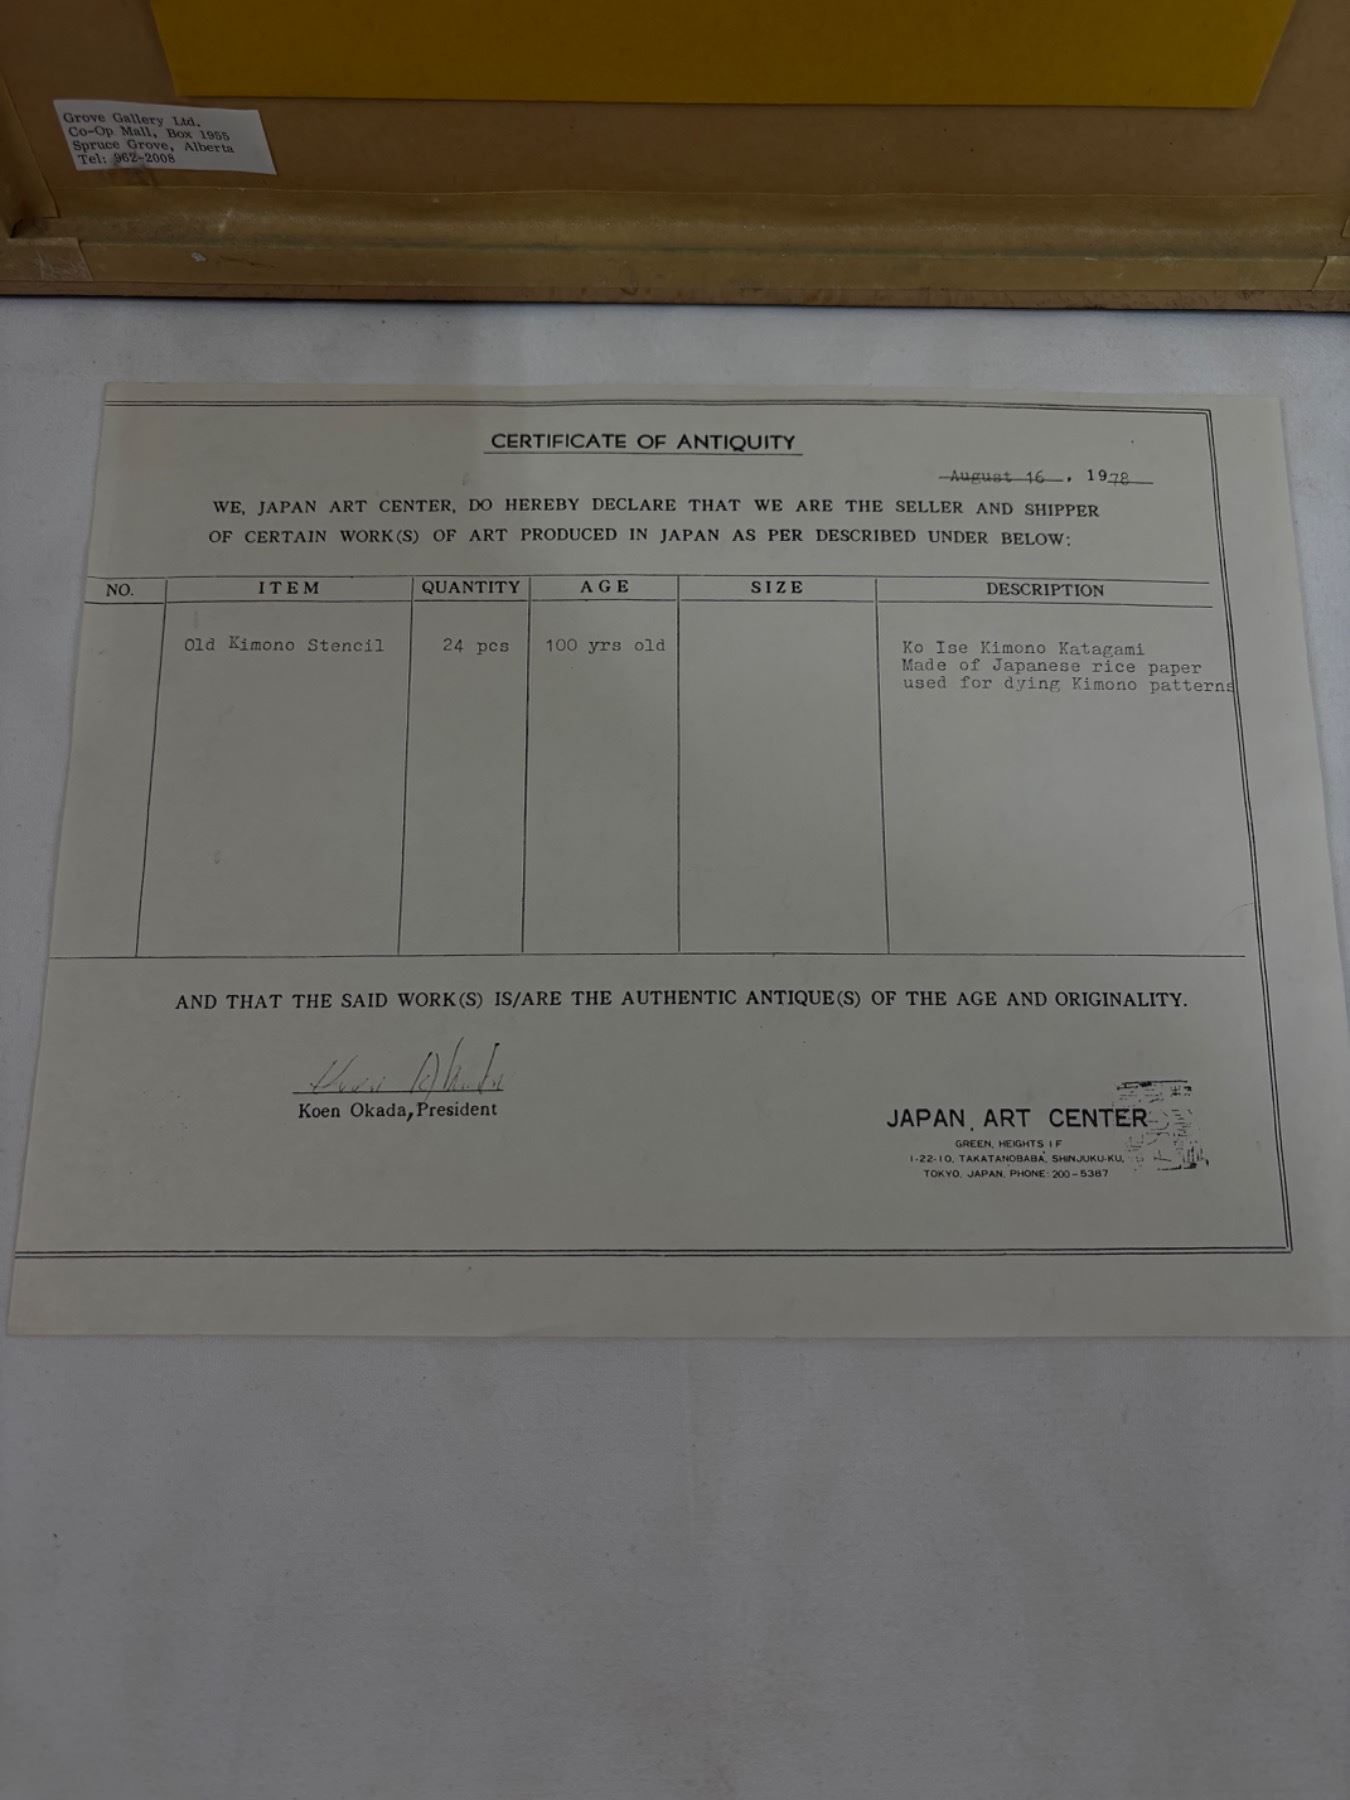 Grove Gallery Ltd.
Co-Op Mall, Box 1955
Spruce Grove, Alberta
Tel: 962-2008
CERTIFICATE OF ANTIQUITY
August 16, 1978
WE, JAPAN ART CENTER, DO HEREBY DECLARE THAT WE ARE THE SELLER AND SHIPPER
OF CERTAIN WORK(S) OF ART PRODUCED IN JAPAN AS PER DESCRIBED UNDER BELOW:
NO. ITEM QUANTITY AGE SIZE DESCRIPTION
Old Kimono Stencil 24 pcs 100 yrs old Ko Ise Kimono Katagami
Made of Japanese rice paper
used for dying Kimono patterns
AND THAT THE SAID WORK(S) IS/ARE THE AUTHENTIC ANTIQUE(S) OF THE AGE AND ORIGINALITY.
Koen Okada
Koen Okada, President
JAPAN ART CENTER
GREEN HEIGHTS 1F
1-22-10, TAKATANOBABA, SHINJUKU-KU,
TOKYO, JAPAN, PHONE: 200-5387